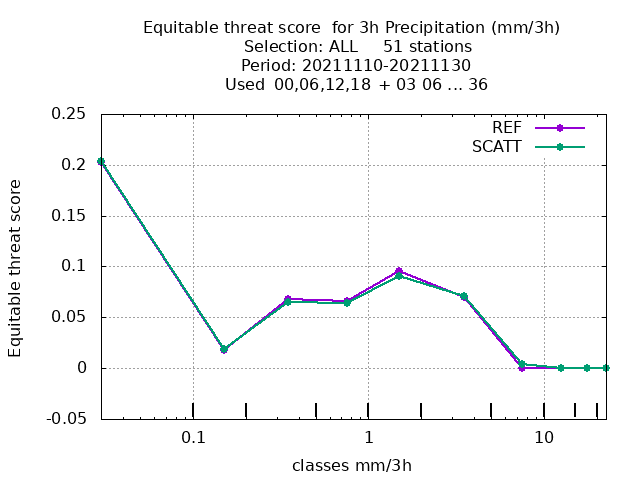 Equitable threat score  for 3h Precipitation (mm/3h)
Selection: ALL     51 stations
Period: 20211110-20211130
Used  00,06,12,18 + 03 06 ... 36
REF
SCATT
0.25
0.2
0.15
0.1
0.05
0
-0.05
Equitable threat score
0.1 1 10
classes mm/3h